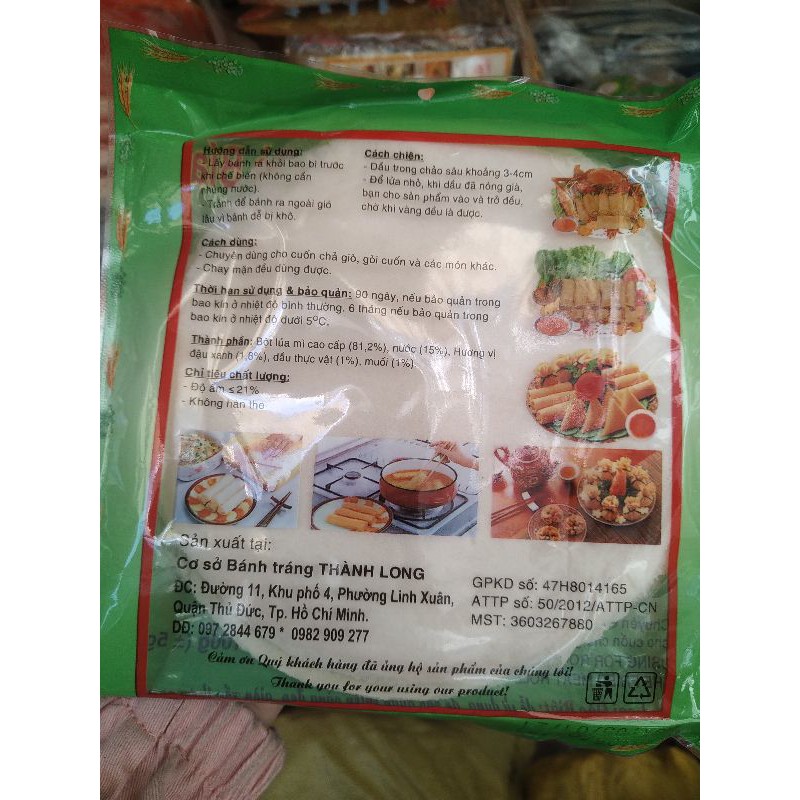 Hướng dẫn sử dụng:
- Lấy bánh ra khỏi bao bì trước
khi chế biến (không cần
nhúng nước).
- Tránh để bánh ra ngoài gió
lâu vì bánh dễ bị khô.
Cách chiên:
- Dầu trong chảo sâu khoảng 3-4cm
- Để lửa nhỏ, khi dầu đã nóng già,
bạn cho sản phẩm vào và trở đều,
chờ khi vàng đều là được.
Cách dùng:
- Chuyên dùng cho cuốn chả giò, gỏi cuốn và các món khác.
- Chay mặn đều dùng được.
Thời hạn sử dụng & bảo quản: 90 ngày, nếu bảo quản trong
bao kín ở nhiệt độ bình thường. 6 tháng nếu bảo quản trong
bao kín ở nhiệt độ dưới 5°C.
Thành phần: Bột lúa mì cao cấp (81,2%), nước (15%), Hương vị
đậu xanh (1,8%), dầu thực vật (1%), muối (1%)
Chỉ tiêu chất lượng:
- Độ ẩm ≤ 21%
- Không hàn the
Sản xuất tại:
Cơ sở Bánh tráng THÀNH LONG
ĐC: Đường 11, Khu phố 4, Phường Linh Xuân,
Quận Thủ Đức, Tp. Hồ Chí Minh.
DĐ: 097 2844 679 * 0982 909 277
GPKD số: 47H8014165
ATTP số: 50/2012/ATTP-CN
MST: 3603267880
Cảm ơn Quý khách hàng đã ủng hộ sản phẩm của chúng tôi!
Thank you for your using our product!